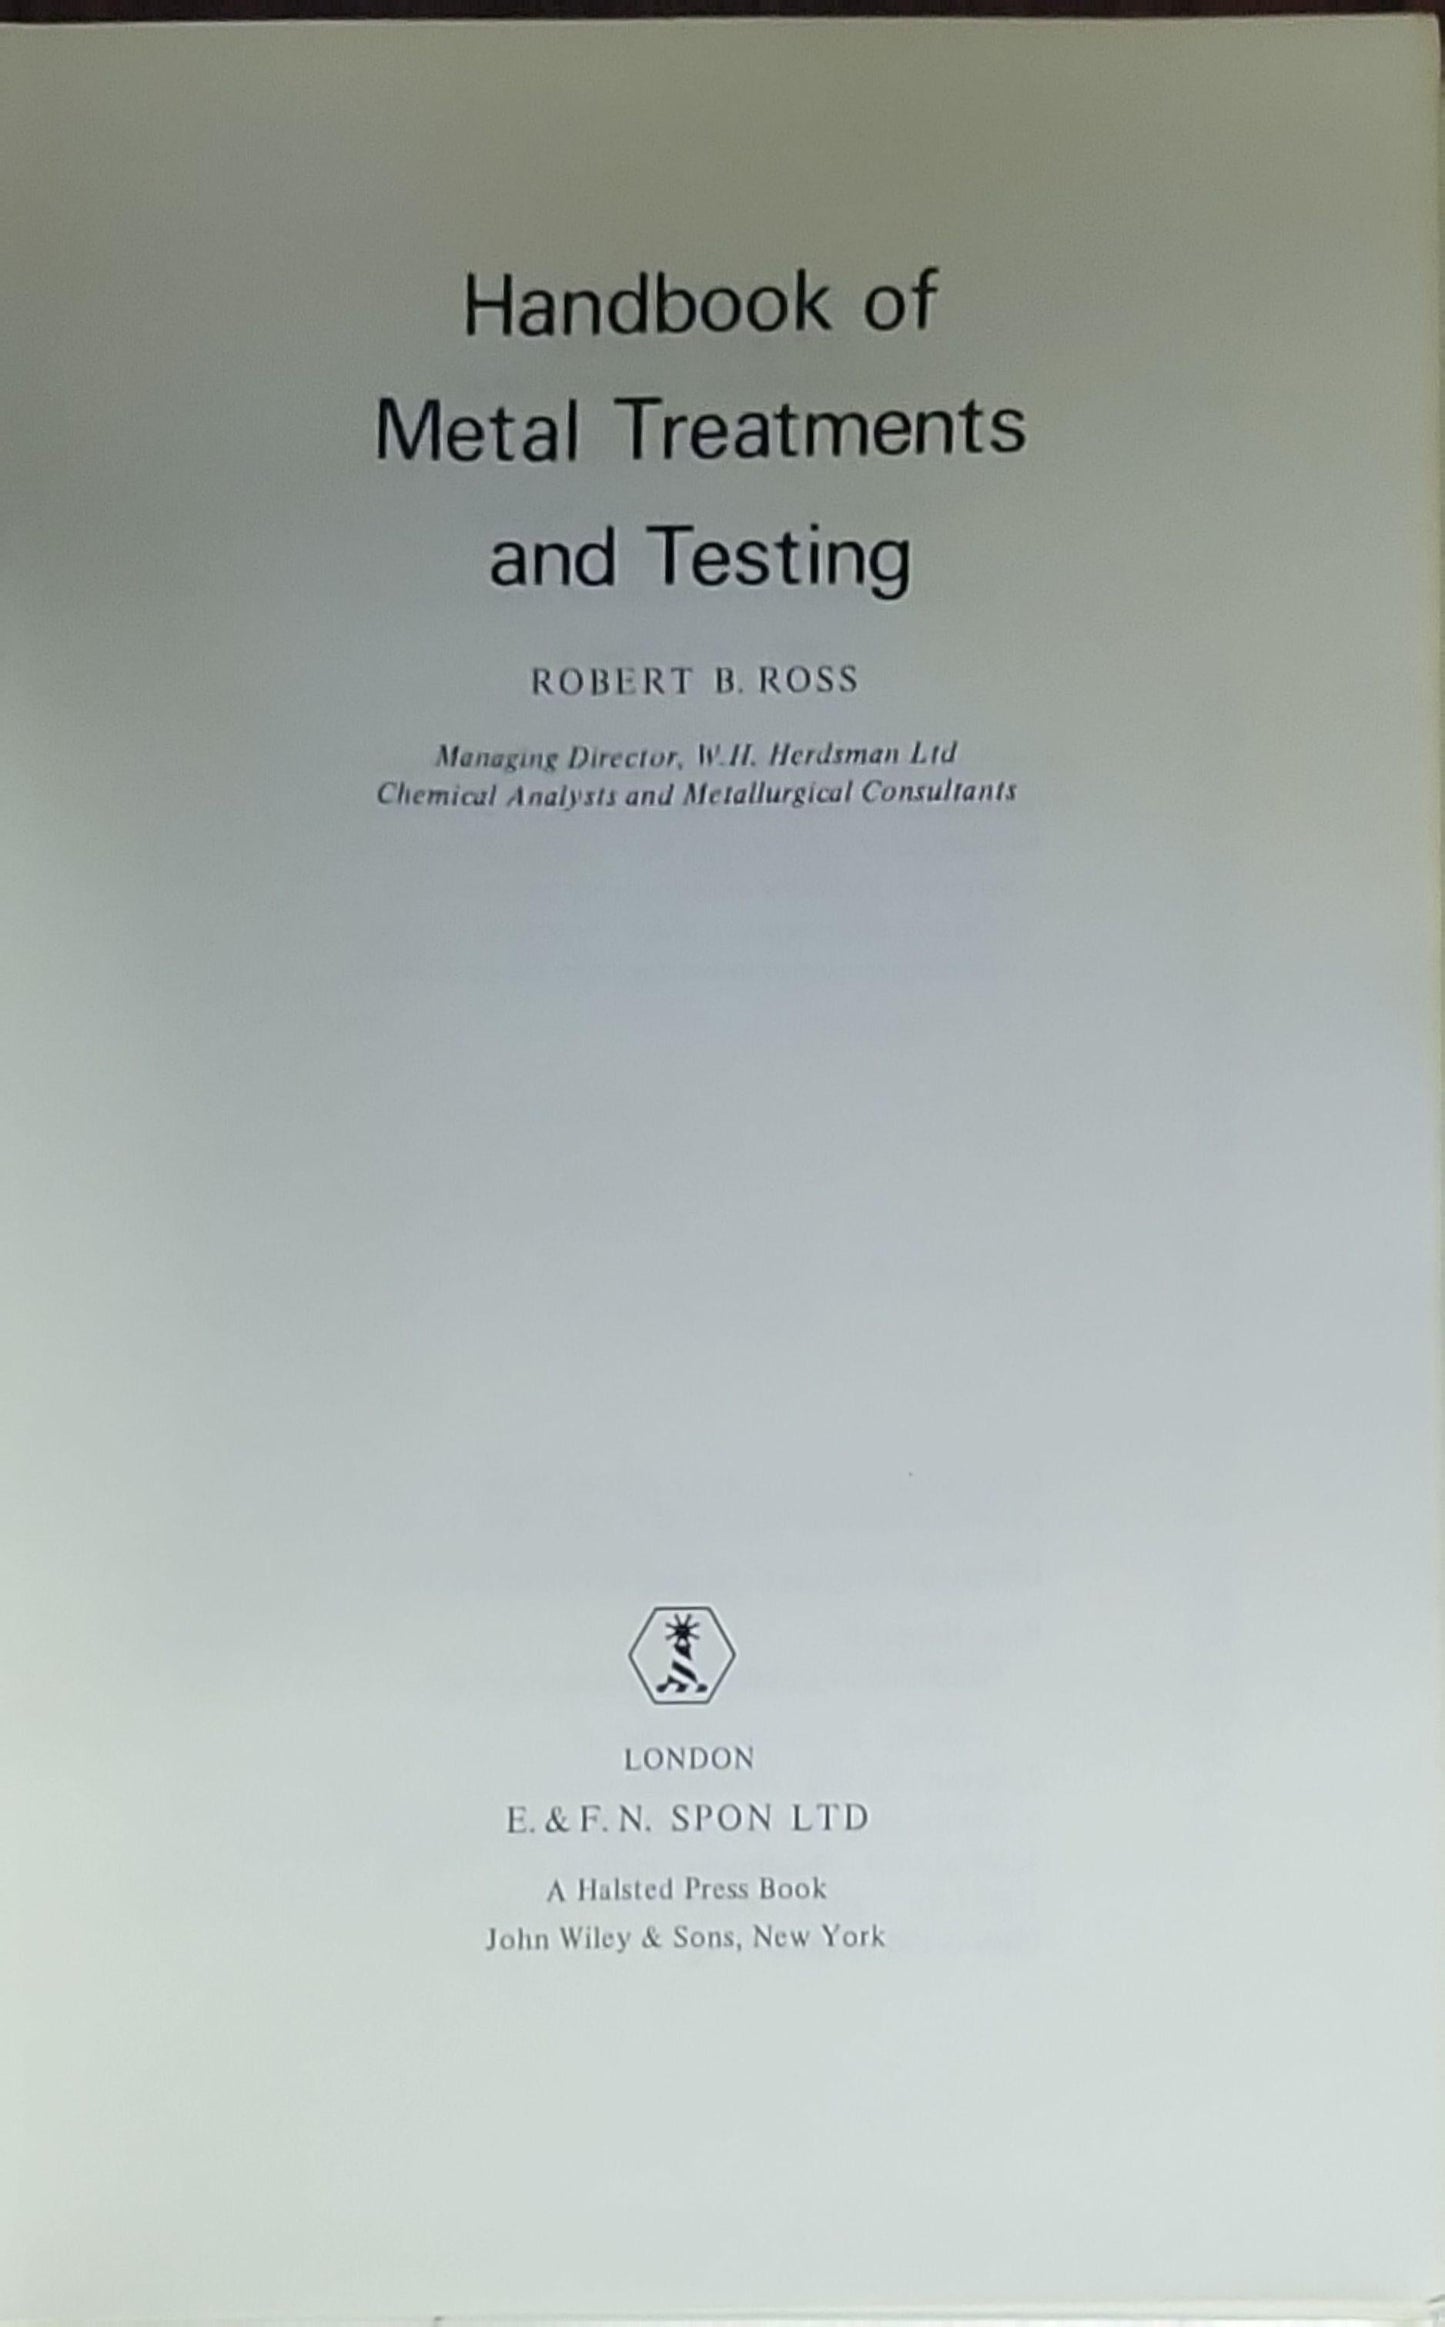 Handbook of
Metal Treatments
and Testing
ROBERT B. ROSS
Managing Director, W.H. Herdsman Ltd
Chemical Analysts and Metallurgical Consultants
LONDON
E. & F. N. SPON LTD
A Halsted Press Book
John Wiley & Sons, New York